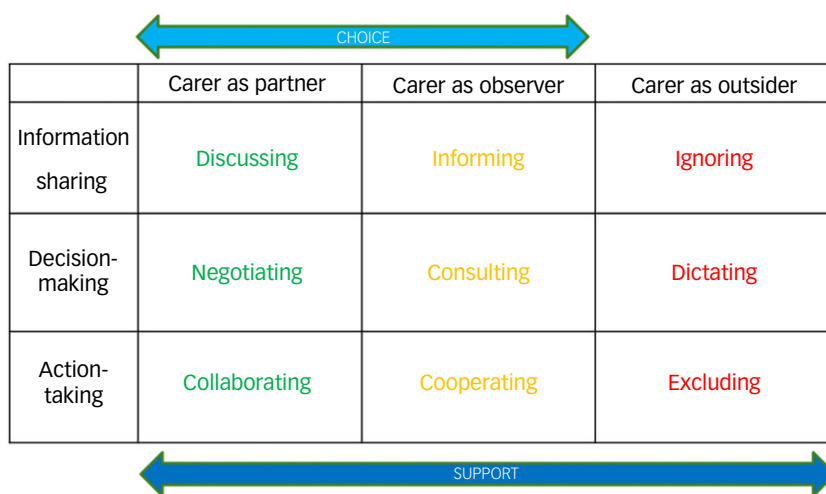 CHOICE
Carer as partner Carer as observer Carer as outsider
Information
sharing
Discussing Informing Ignoring
Decision-
making
Negotiating Consulting Dictating
Action-
taking
Collaborating Cooperating Excluding
SUPPORT